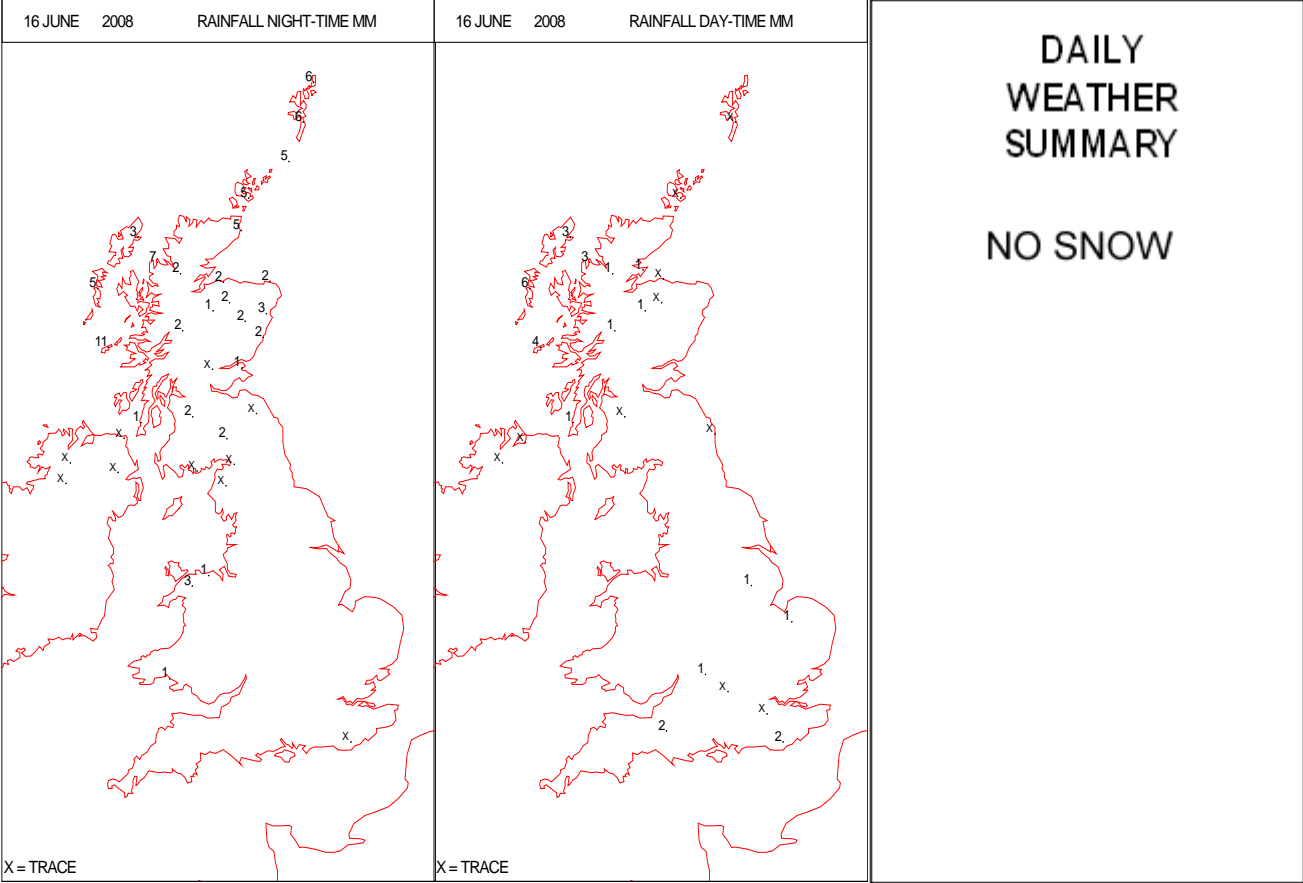 16 JUNE 2008 RAINFALL NIGHT-TIME MM
6
6
5
5
5
3
7
2
5
2
2
2
1
3
2
2
2
11
1
X
2
X
1
X
2
X
X
X
X
X
X
1
3
1
X
X = TRACE
16 JUNE 2008 RAINFALL DAY-TIME MM
X
X
3
3
1
1
X
6
X
1
1
4
X
1
X
X
X
1
1
1
X
X
2
2
X = TRACE
DAILY
WEATHER
SUMMARY
NO SNOW